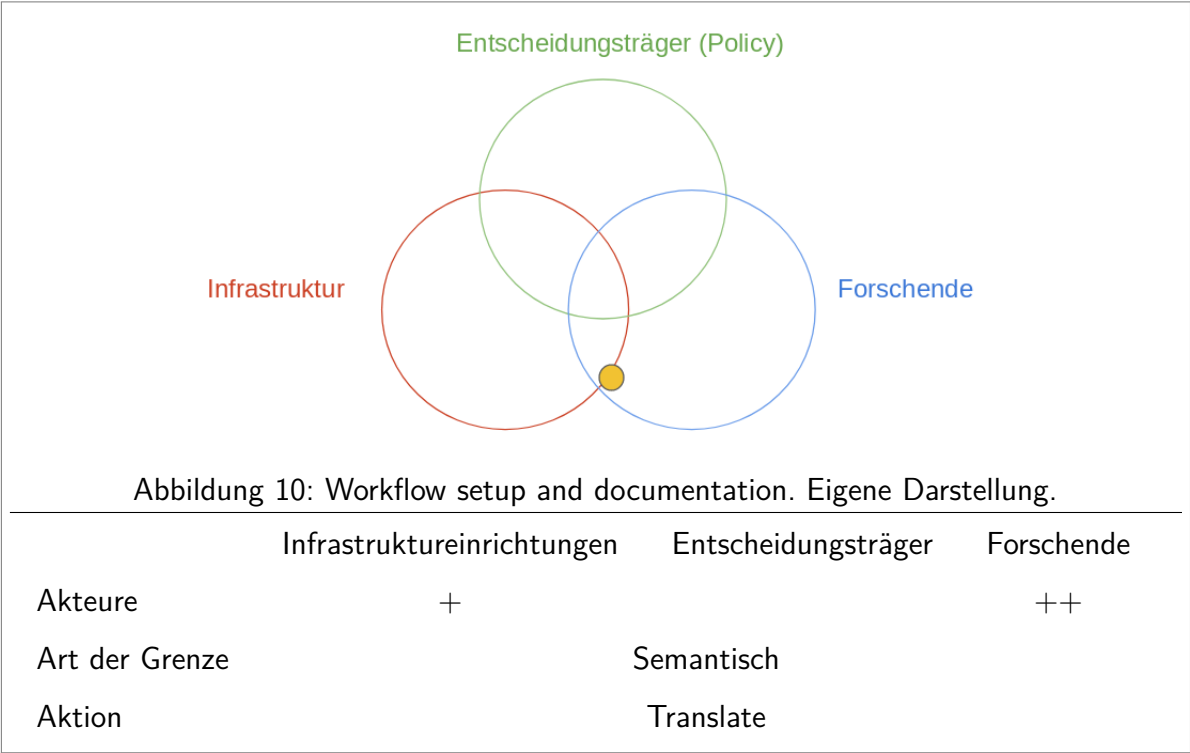 Entscheidungsträger (Policy)
Infrastruktur
Forschende
Abbildung 10: Workflow setup and documentation. Eigene Darstellung.
Infrastruktureinrichtungen Entscheidungsträger Forschende
Akteure + ++
Art der Grenze Semantisch
Aktion Translate